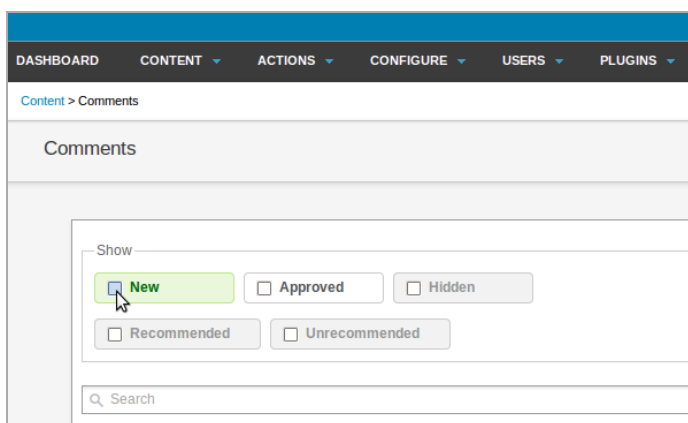 DASHBOARD CONTENT ACTIONS CONFIGURE USERS PLUGINS
Content > Comments
Comments
Show
New Approved Hidden
Recommended Unrecommended
Search